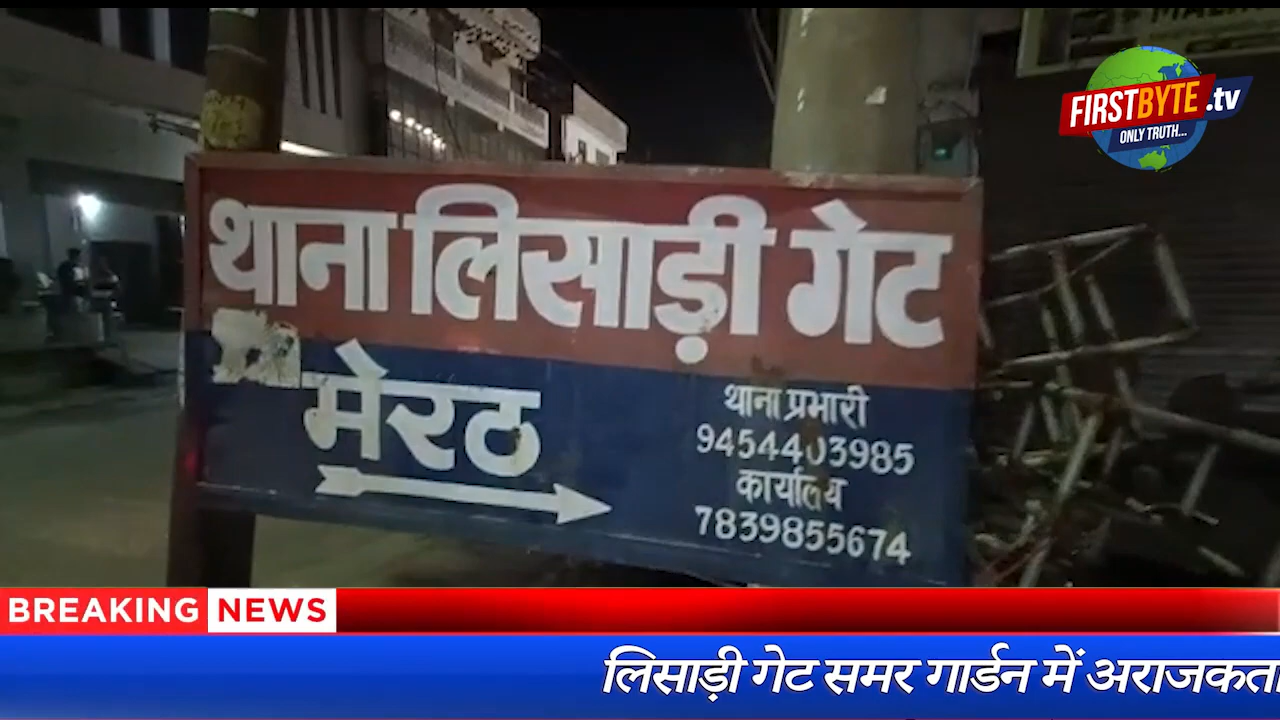 FIRSTBYTE.tv
ONLY TRUTH...
थाना लिसाड़ी गेट
मेरठ
थाना प्रभारी
9454403985
कार्यालय
7839855674
BREAKING NEWS
लिसाड़ी गेट समर गार्डन में अराजकता